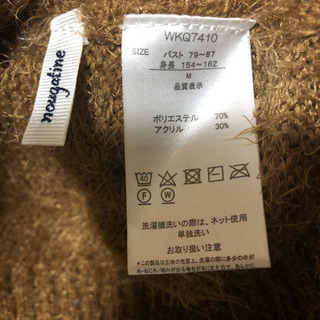 nougatine
WKQ7410
SIZE バスト 79~87
身長 154~162
M
品質表示
ポリエステル 70%
アクリル 30%
40
F W
洗濯機洗いの際は、ネット使用
単独洗い
お取り扱い注意